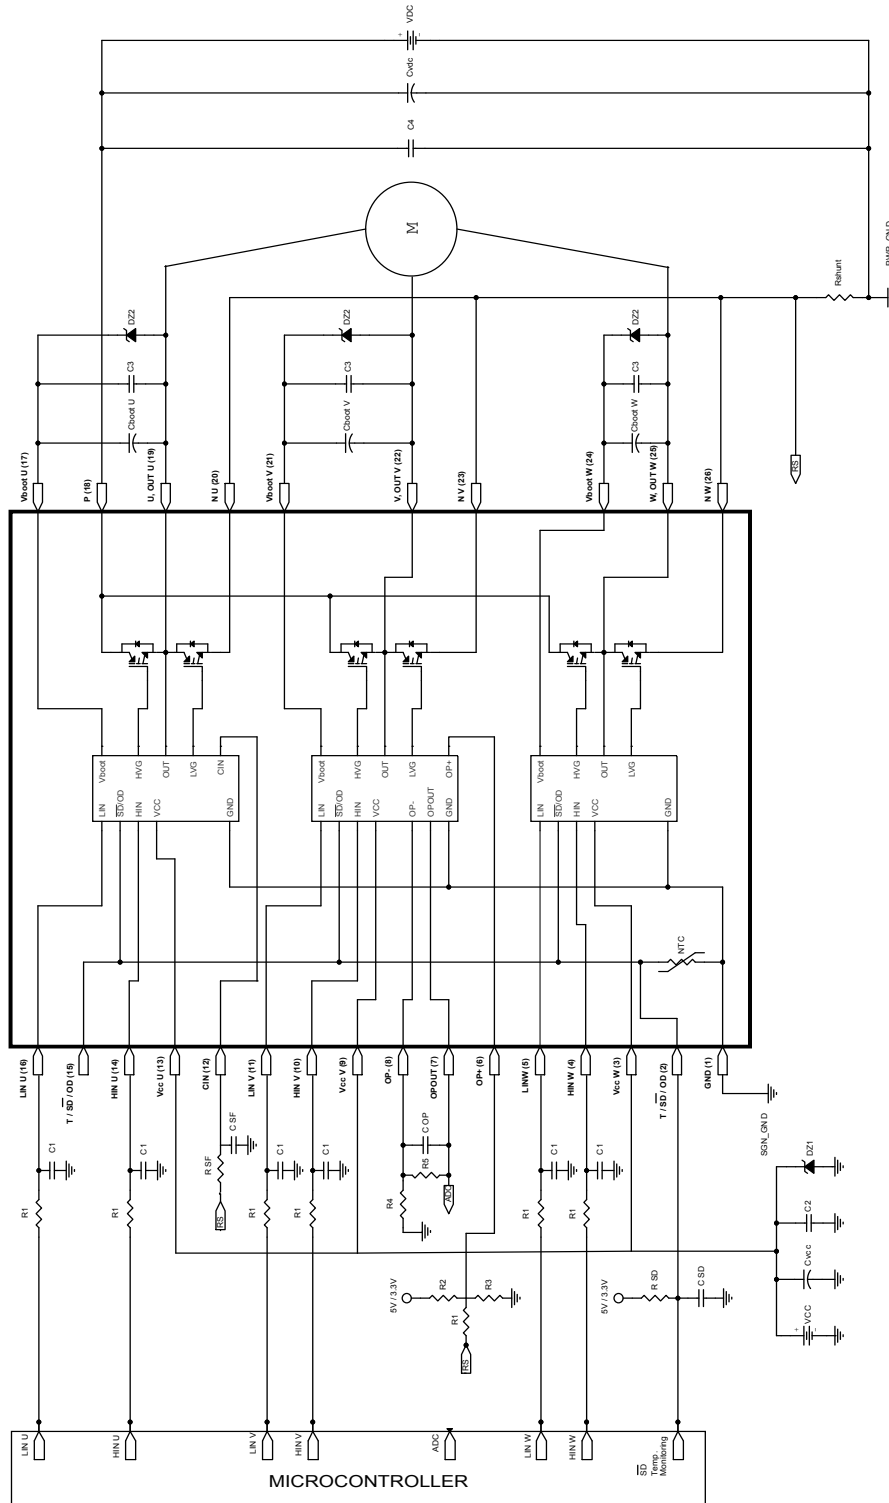 VDC
+
-
Cvdc
C4
M
Rshunt
PWR_GND
DZ2
C3
Cboot U
DZ2
C3
Cboot V
DZ2
C3
Cboot W
RS
Vboot U (17)
P (18)
U, OUT U (19)
N U (20)
Vboot V (21)
V, OUT V (22)
N V (23)
Vboot W (24)
W, OUT W (25)
N W (26)
Vboot
HVG
OUT
LVG
CIN
LIN
SD/OD
HIN
VCC
GND
Vboot
HVG
OUT
LVG
OP+
LIN
SD/OD
HIN
VCC
OP-
OPOUT
GND
Vboot
HVG
OUT
LVG
LIN
SD/OD
HIN
VCC
GND
NTC
LIN U (16)
T / SD / OD (15)
HIN U (14)
Vcc U (13)
CIN (12)
LIN V (11)
HIN V (10)
Vcc V (9)
OP- (8)
OPOUT (7)
OP+ (6)
LINW (5)
HIN W (4)
Vcc W (3)
T / SD / OD (2)
GND (1)
SGN_GND
C1
R1
C1
R1
C SF
R SF
RS
C1
R1
C1
R1
C OP
R5
R4
ADC
C1
R1
C1
R1
5V / 3.3V
R2
R3
R1
RS
5V / 3.3V
R SD
C SD
DZ1
C2
Cvcc
VCC
+
-
LIN U
HIN U
LIN V
HIN V
ADC
LIN W
HIN W
SD
Temp.
Monitoring
MICROCONTROLLER